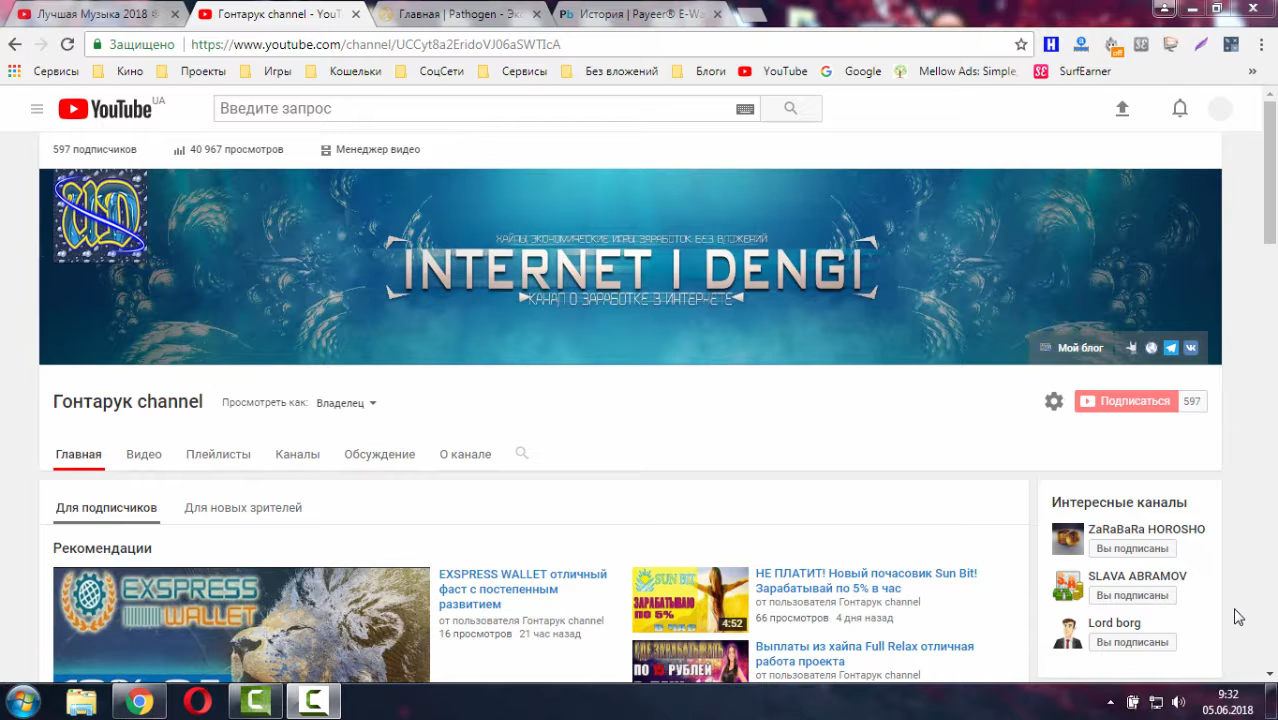 Лучшая Музыка 2018
Гонтарук channel - YouT
Главная | Pathogen - Эк
История | Payeer® E-Wa
Защищено
https://www.youtube.com/channel/UCCyt8a2EridoVJ06aSWTIcA
off
Сервисы
Кино
Проекты
Игры
Кошельки
СоцСети
Сервисы
Без вложений
Блоги
YouTube
Google
Mellow Ads: Simple,
SurfEarner
YouTube UA
Введите запрос
597 подписчиков
40 967 просмотров
Менеджер видео
ХАЙПЫ ЭКОНОМИЧЕСКИЕ ИГРЫ ЗАРАБОТОК БЕЗ ВЛОЖЕНИЙ
INTERNET I DENGI
КАНАЛ О ЗАРАБОТКЕ В ИНТЕРНЕТЕ
Мой блог
Гонтарук channel
Просмотреть как:
Владелец
Подписаться
597
Главная
Видео
Плейлисты
Каналы
Обсуждение
О канале
Для подписчиков
Для новых зрителей
Рекомендации
EXSPRESS
WALLET
EXSPRESS WALLET отличный
фаст с постепенным
развитием
от пользователя Гонтарук channel
16 просмотров 21 час назад
SUN BIT
ЗАРАБАТЫВАЮ
ПО 5%
4:52
НЕ ПЛАТИТ! Новый почасовик Sun Bit!
Зарабатывай по 5% в час
от пользователя Гонтарук channel
66 просмотров 4 дня назад
ГДЕ ЗАРАБАТЫВАТЬ
Выплаты из хайпа Full Relax отличная
работа проекта
от пользователя Гонтарук channel
Интересные каналы
ZaRaBaRa HOROSHO
Вы подписаны
SLAVA ABRAMOV
Вы подписаны
Lord borg
Вы подписаны
9:32
05.06.2018